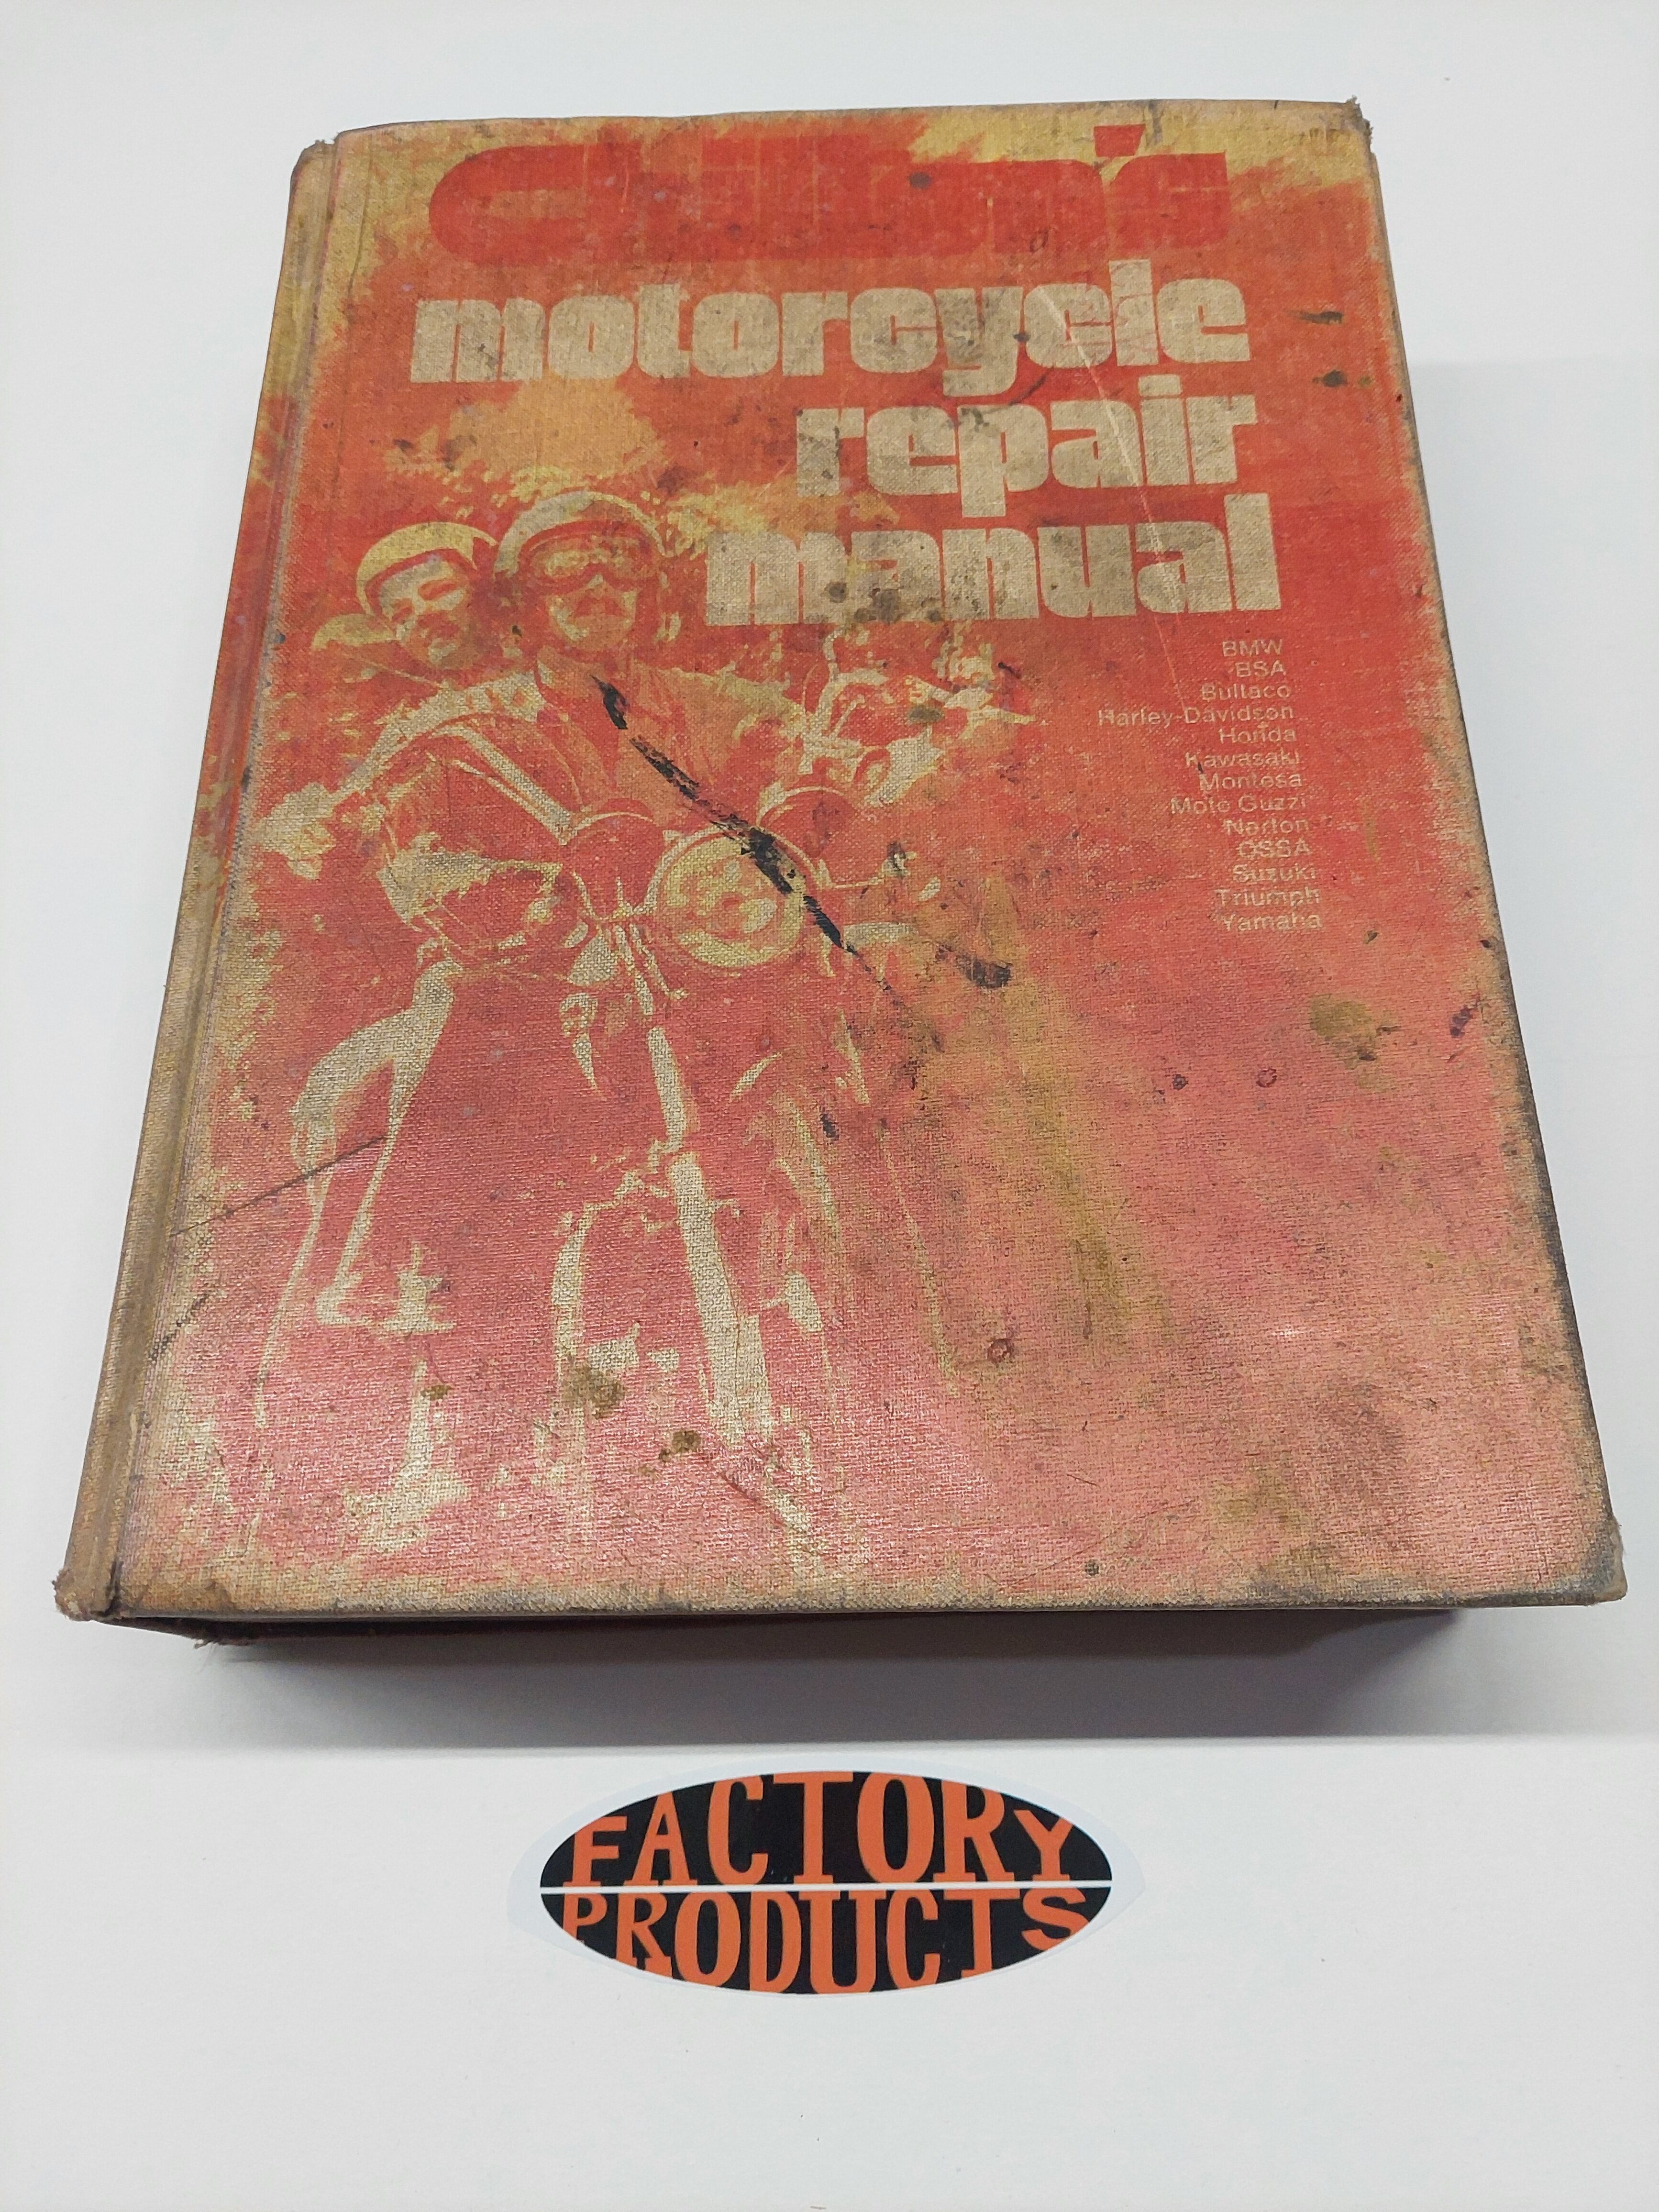 Chilton's
motorcycle
repair
manual
BMW
BSA
Bultaco
Harley-Davidson
Honda
Kawasaki
Montesa
Moto Guzzi
Norton
OSSA
Suzuki
Triumph
Yamaha
FACTORY
PRODUCTS